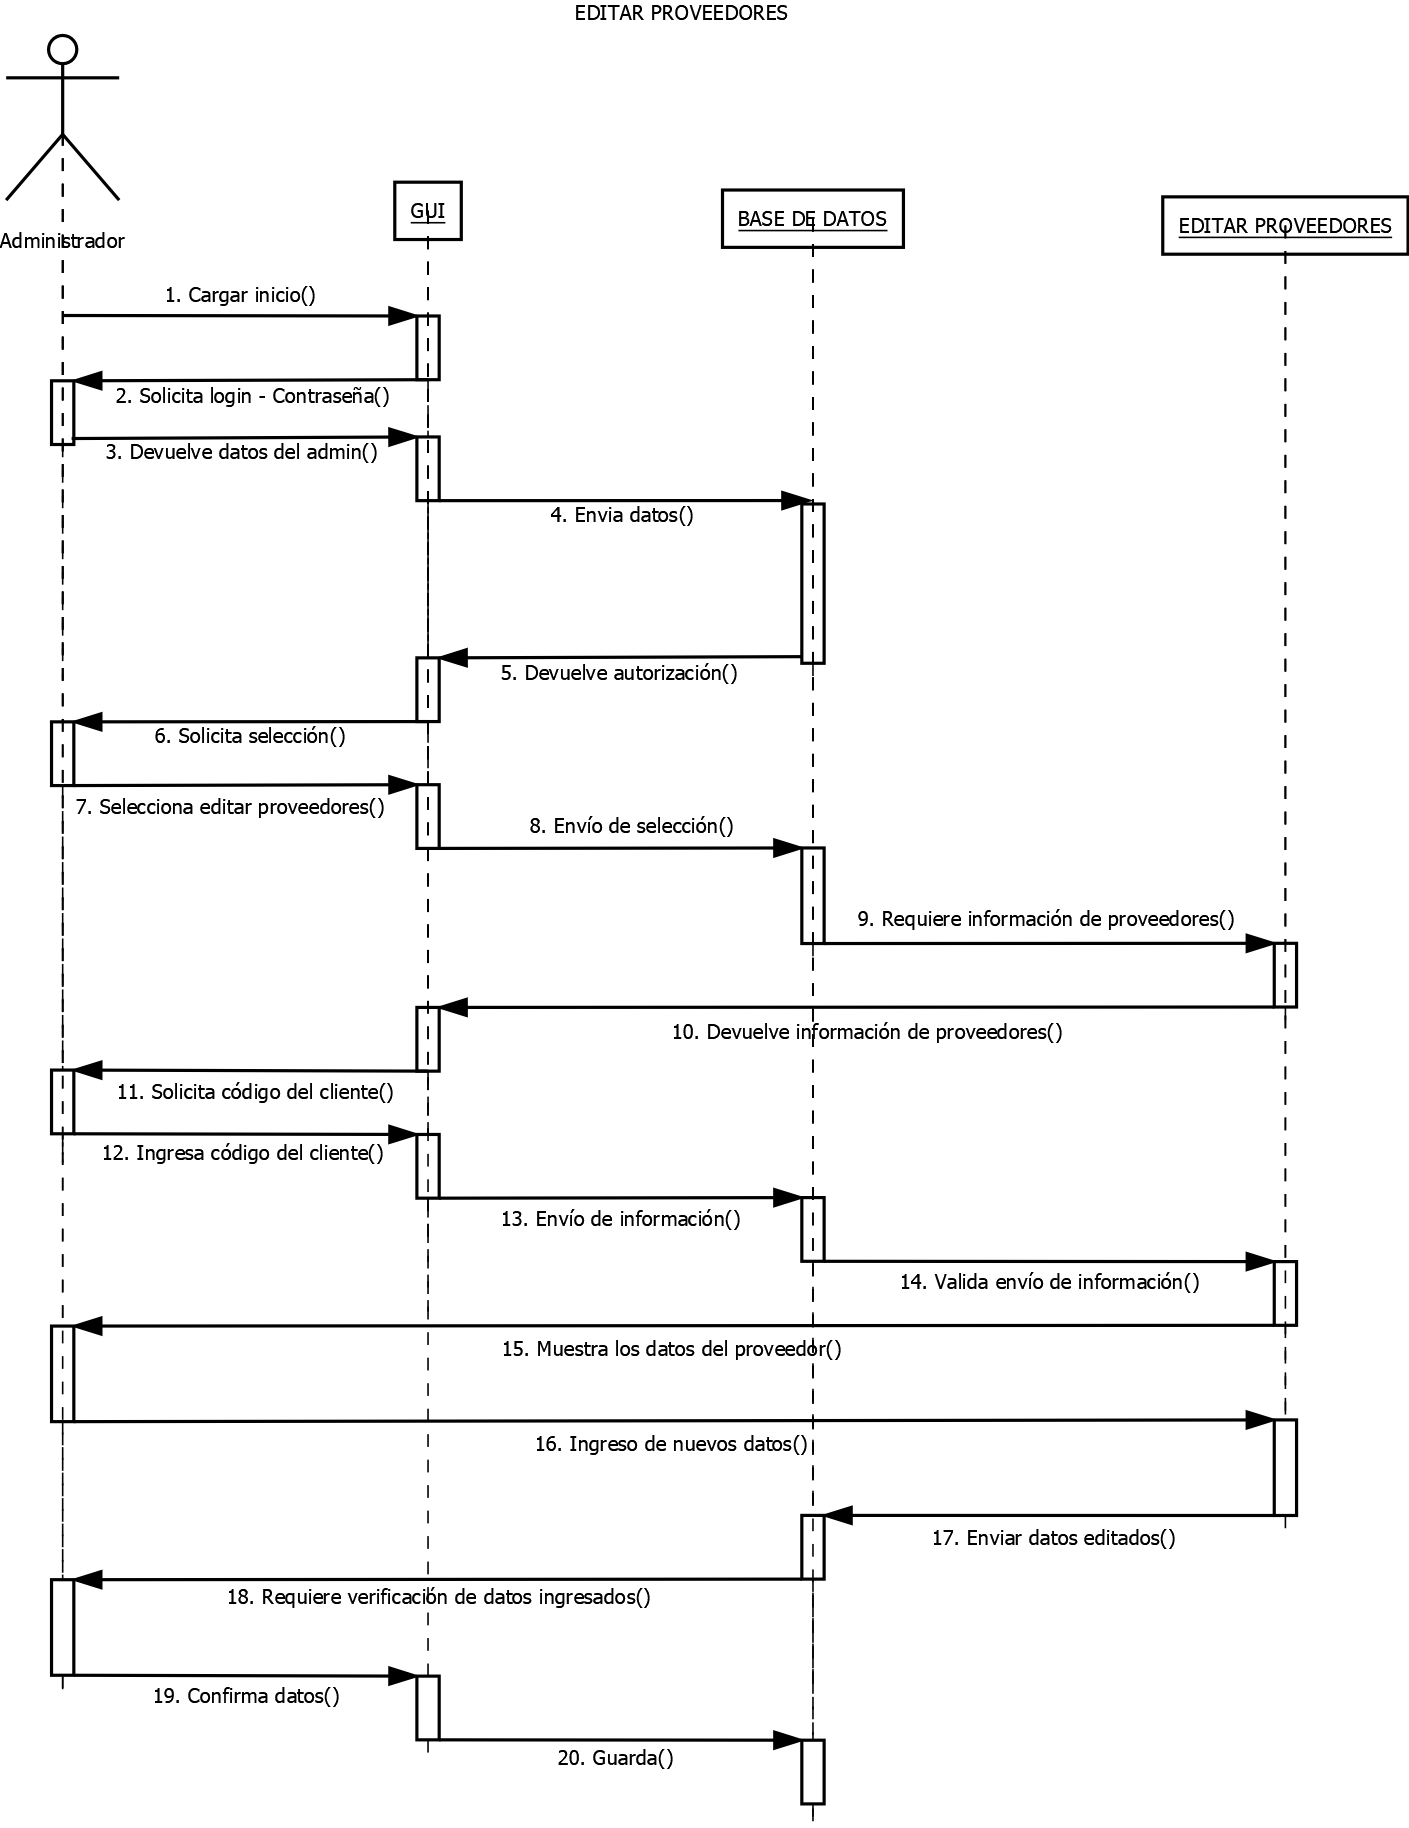 EDITAR PROVEEDORES
GUI
BASE DE DATOS
EDITAR PROVEEDORES
Administrador
1. Cargar inicio()
2. Solicita login - Contraseña()
3. Devuelve datos del admin()
4. Envia datos()
5. Devuelve autorización()
6. Solicita selección()
7. Selecciona editar proveedores()
8. Envío de selección()
9. Requiere información de proveedores()
10. Devuelve información de proveedores()
11. Solicita código del cliente()
12. Ingresa código del cliente()
13. Envío de información()
14. Valida envío de información()
15. Muestra los datos del proveedor()
16. Ingreso de nuevos datos()
17. Enviar datos editados()
18. Requiere verificación de datos ingresados()
19. Confirma datos()
20. Guarda()